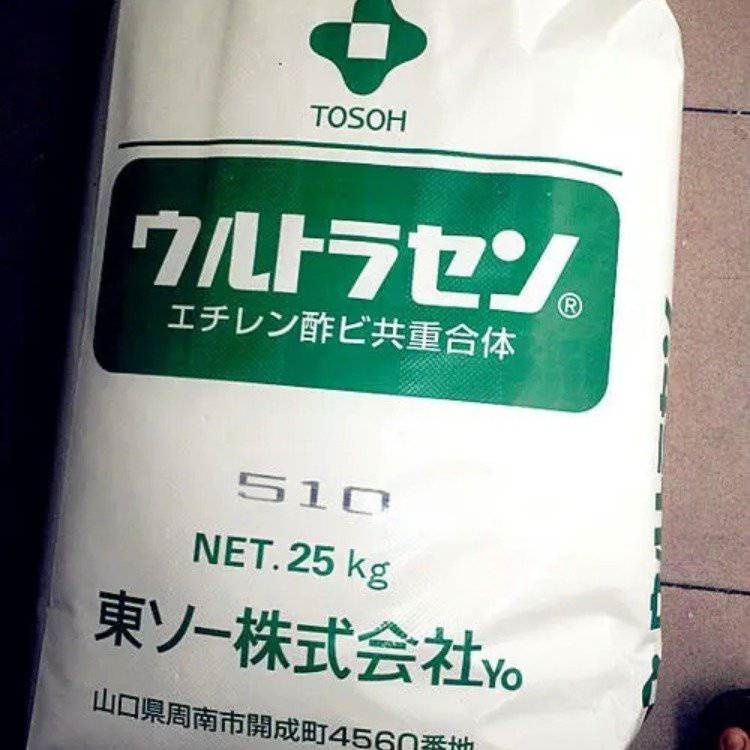 TOSOH
ウルトラセン®
エチレン酢ビ共重合体
510
NET. 25 kg
東ソー株式会社Yo
山口県周南市開成町4560番地